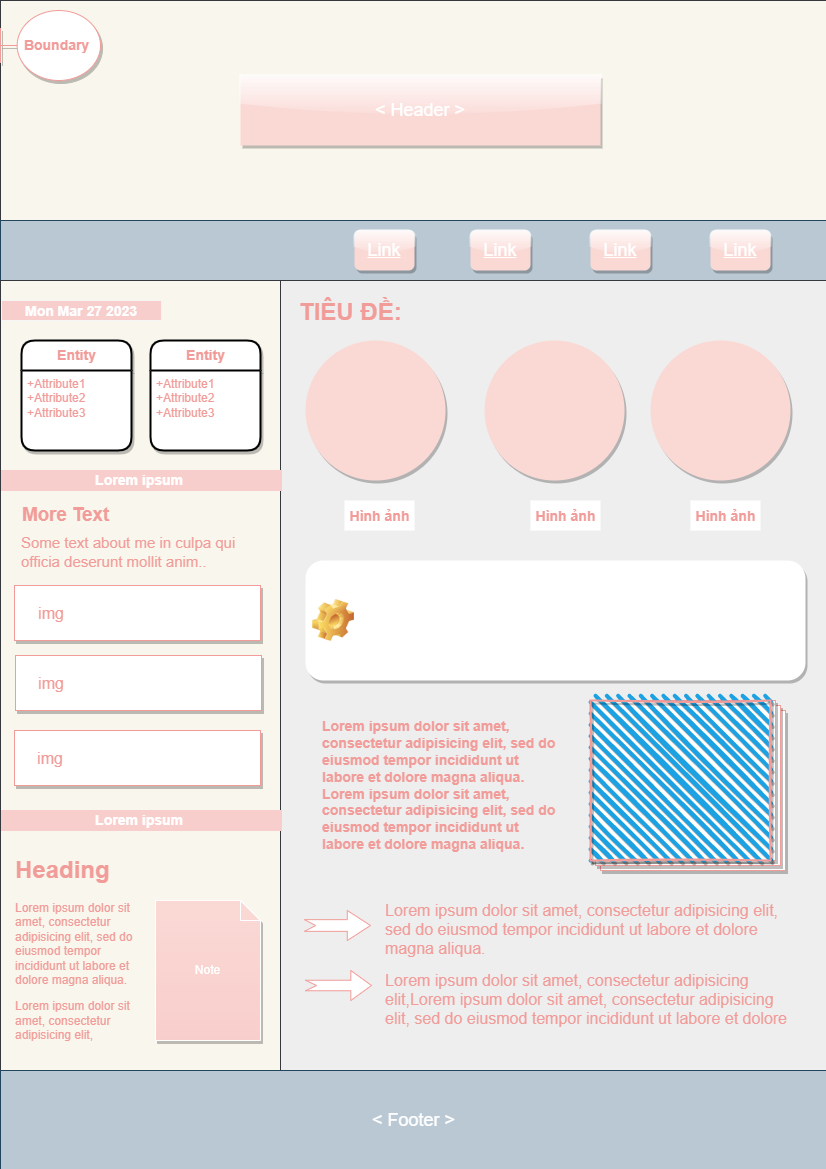 Boundary
< Header >
Link Link Link Link
Mon Mar 27 2023
Entity
+Attribute1
+Attribute2
+Attribute3
Entity
+Attribute1
+Attribute2
+Attribute3
Lorem ipsum
More Text
Some text about me in culpa qui
officia deserunt mollit anim..
img
img
img
Lorem ipsum
Heading
Lorem ipsum dolor sit
amet, consectetur
adipisicing elit, sed do
eiusmod tempor
incididunt ut labore et
dolore magna aliqua.
Lorem ipsum dolor sit
amet, consectetur
adipisicing elit,
Note
TIÊU ĐỀ:
Hình ảnh
Hình ảnh
Hình ảnh
Lorem ipsum dolor sit amet,
consectetur adipisicing elit, sed do
eiusmod tempor incididunt ut
labore et dolore magna aliqua.
Lorem ipsum dolor sit amet,
consectetur adipisicing elit, sed do
eiusmod tempor incididunt ut
labore et dolore magna aliqua.
Lorem ipsum dolor sit amet, consectetur adipisicing elit,
sed do eiusmod tempor incididunt ut labore et dolore
magna aliqua.
Lorem ipsum dolor sit amet, consectetur adipisicing
elit,Lorem ipsum dolor sit amet, consectetur adipisicing
elit, sed do eiusmod tempor incididunt ut labore et dolore
< Footer >